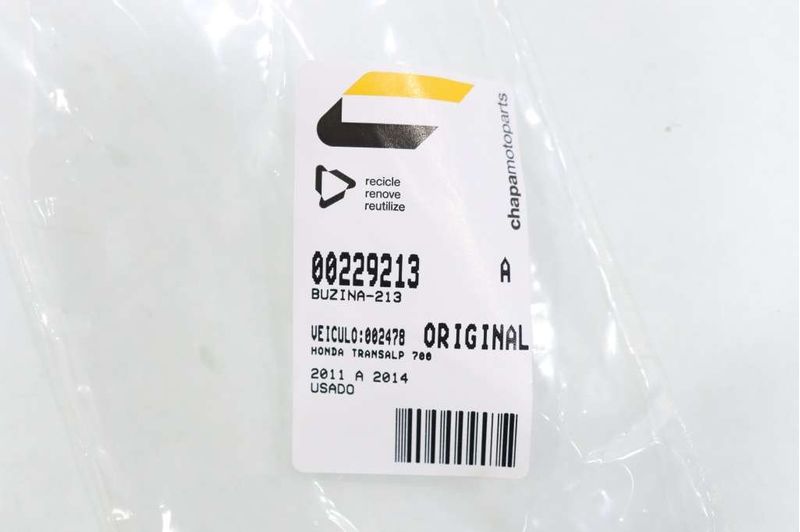 chapamotoparts
recicle
renove
reutilize
00229213 A
BUZINA-213
VEICULO:002478 ORIGINAL
HONDA TRANSALP 700
2011 A 2014
USADO